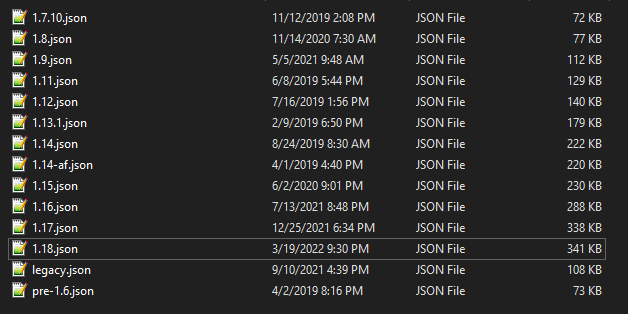 1.7.10.json 11/12/2019 2:08 PM JSON File 72 KB
1.8.json 11/14/2020 7:30 AM JSON File 77 KB
1.9.json 5/5/2021 9:48 AM JSON File 112 KB
1.11.json 6/8/2019 5:44 PM JSON File 129 KB
1.12.json 7/16/2019 1:56 PM JSON File 140 KB
1.13.1.json 2/9/2019 6:50 PM JSON File 179 KB
1.14.json 8/24/2019 8:30 AM JSON File 222 KB
1.14-af.json 4/1/2019 4:40 PM JSON File 220 KB
1.15.json 6/2/2020 9:01 PM JSON File 230 KB
1.16.json 7/13/2021 8:48 PM JSON File 288 KB
1.17.json 12/25/2021 6:34 PM JSON File 338 KB
1.18.json 3/19/2022 9:30 PM JSON File 341 KB
legacy.json 9/10/2021 4:39 PM JSON File 108 KB
pre-1.6.json 4/2/2019 8:16 PM JSON File 73 KB